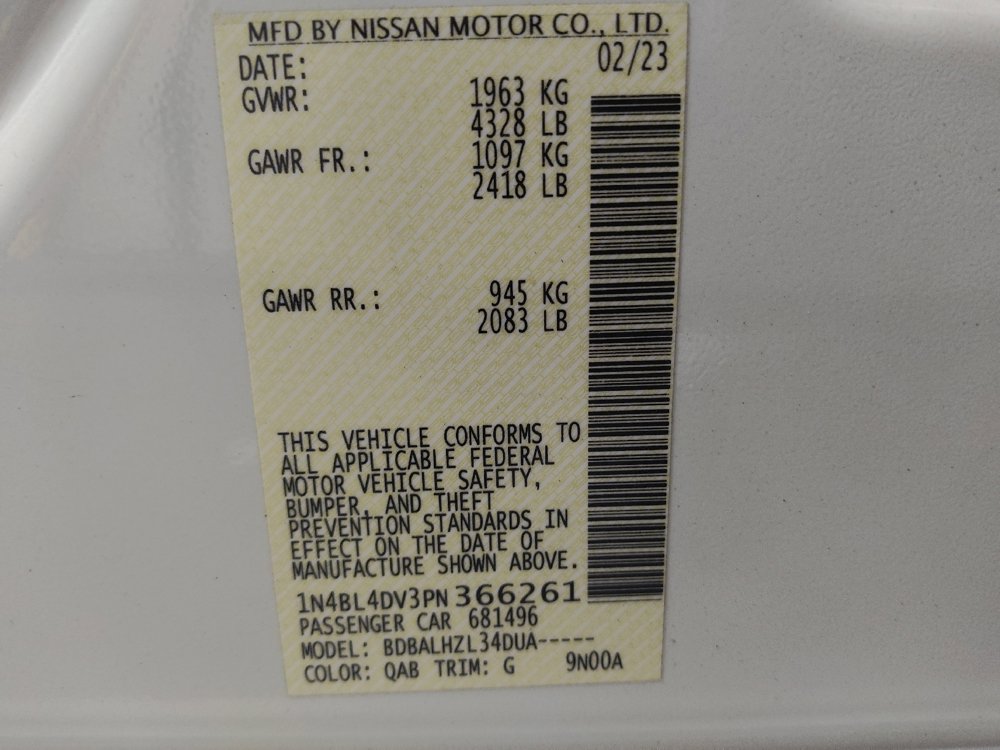 MFD BY NISSAN MOTOR CO., LTD.
DATE: 02/23
GVWR: 1963 KG
4328 LB
GAWR FR.: 1097 KG
2418 LB
GAWR RR.: 945 KG
2083 LB
THIS VEHICLE CONFORMS TO
ALL APPLICABLE FEDERAL
MOTOR VEHICLE SAFETY,
BUMPER, AND THEFT
PREVENTION STANDARDS IN
EFFECT ON THE DATE OF
MANUFACTURE SHOWN ABOVE.
1N4BL4DV3PN 366261
PASSENGER CAR 681496
MODEL: BDBALHZL34DUA-----
COLOR: QAB TRIM: G 9N00A